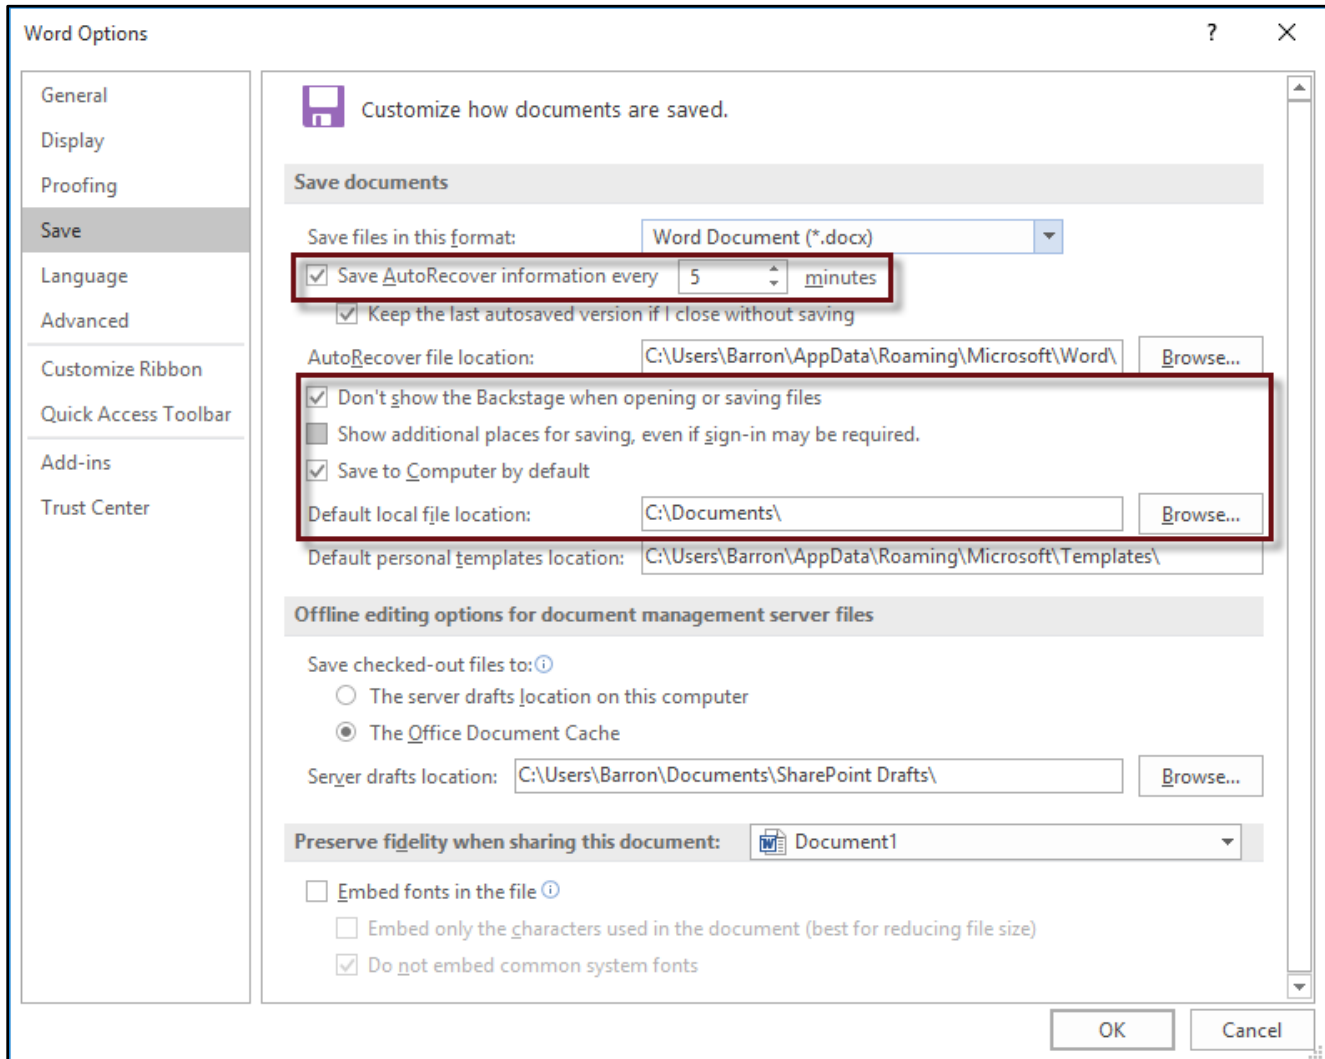 Word Options
?
General
Display
Proofing
Save
Language
Advanced
Customize Ribbon
Quick Access Toolbar
Add-ins
Trust Center
Customize how documents are saved.
Save documents
Save files in this format: Word Document (*.docx)
Save AutoRecover information every 5 minutes
Keep the last autosaved version if I close without saving
AutoRecover file location: C:\Users\Barron\AppData\Roaming\Microsoft\Word\ Browse...
Don't show the Backstage when opening or saving files
Show additional places for saving, even if sign-in may be required.
Save to Computer by default
Default local file location: C:\Documents\ Browse...
Default personal templates location: C:\Users\Barron\AppData\Roaming\Microsoft\Templates\
Offline editing options for document management server files
Save checked-out files to:
The server drafts location on this computer
The Office Document Cache
Server drafts location: C:\Users\Barron\Documents\SharePoint Drafts\ Browse...
Preserve fidelity when sharing this document: Document1
Embed fonts in the file
Embed only the characters used in the document (best for reducing file size)
Do not embed common system fonts
OK Cancel